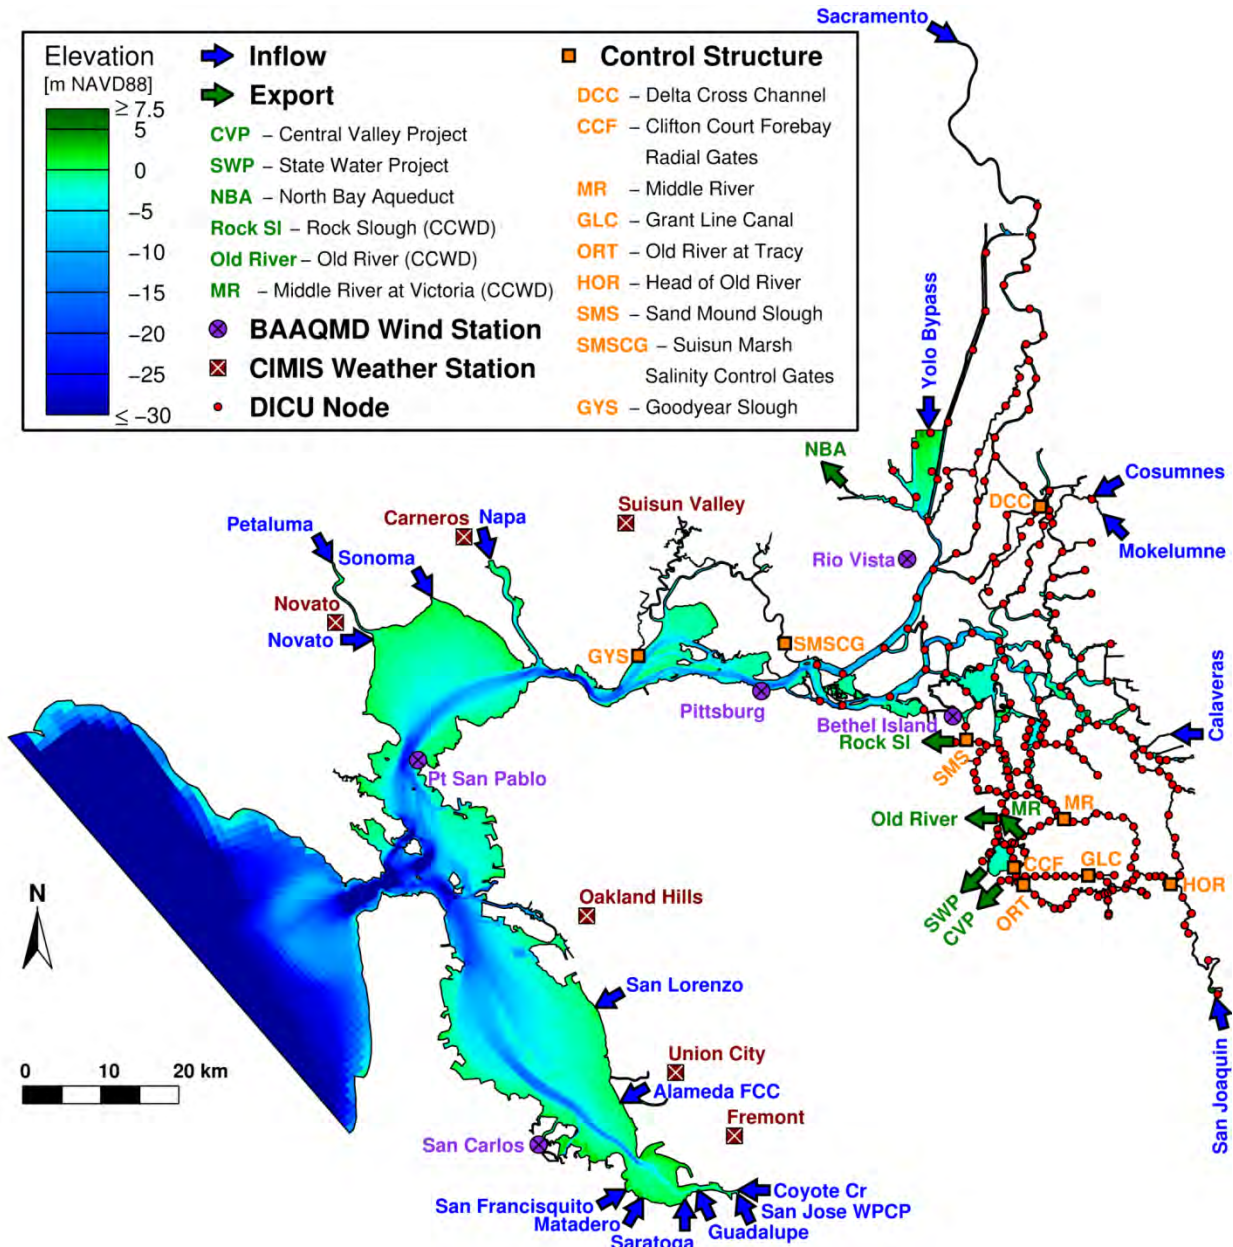 Sacramento
Elevation
[m NAVD88]
≥ 7.5
5
0
−5
−10
−15
−20
−25
≤ −30
Inflow
Export
CVP – Central Valley Project
SWP – State Water Project
NBA – North Bay Aqueduct
Rock Sl – Rock Slough (CCWD)
Old River – Old River (CCWD)
MR – Middle River at Victoria (CCWD)
BAAQMD Wind Station
CIMIS Weather Station
DICU Node
Control Structure
DCC – Delta Cross Channel
CCF – Clifton Court Forebay
Radial Gates
MR – Middle River
GLC – Grant Line Canal
ORT – Old River at Tracy
HOR – Head of Old River
SMS – Sand Mound Slough
SMSCG – Suisun Marsh
Salinity Control Gates
GYS – Goodyear Slough
Yolo Bypass
NBA
Cosumnes
DCC
Mokelumne
Suisun Valley
Carneros
Napa
Petaluma
Sonoma
Rio Vista
Novato
Novato
GYS
SMSCG
Pittsburg
Bethel Island
Rock Sl
Calaveras
SMS
Pt San Pablo
MR
MR
Old River
CCF
GLC
HOR
SWP
CVP
ORT
N
Oakland Hills
San Lorenzo
Union City
0 10 20 km
Alameda FCC
Fremont
San Joaquin
San Carlos
Coyote Cr
San Francisquito
San Jose WPCP
Matadero
Guadalupe
Saratoga